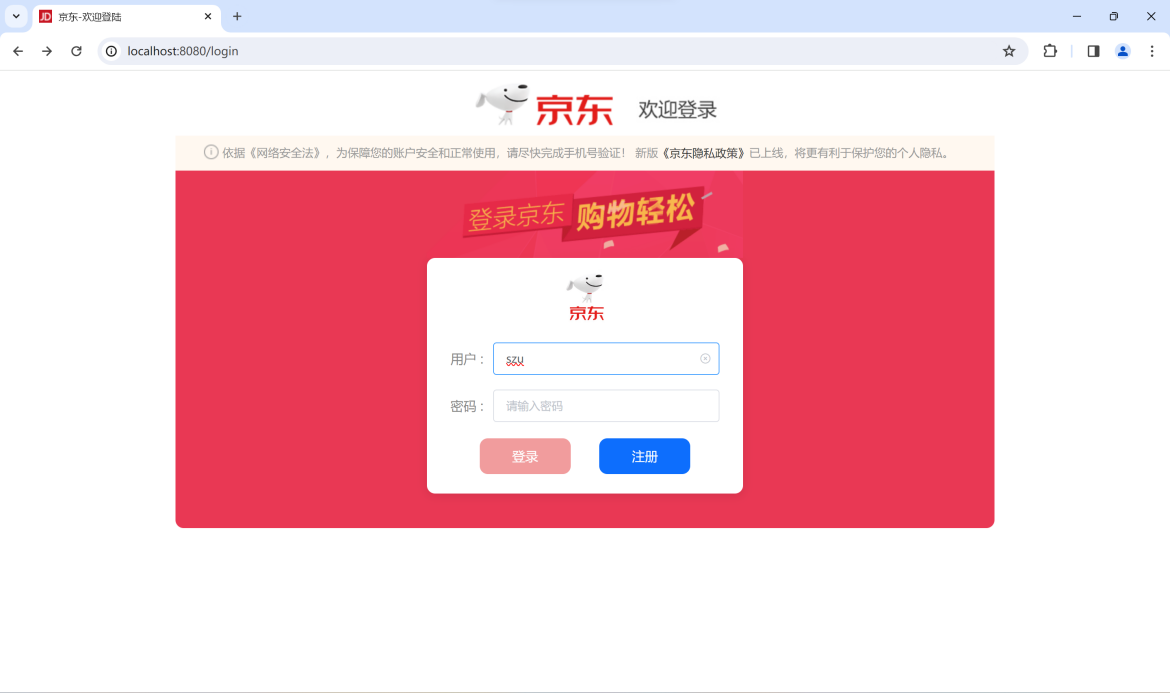 JD 京东-欢迎登陆
localhost:8080/login
京东 欢迎登录
依据《网络安全法》，为保障您的账户安全和正常使用，请尽快完成手机号验证！ 新版《京东隐私政策》已上线，将更有利于保护您的个人隐私。
登录京东 购物轻松
京东
用户： szu
密码： 请输入密码
登录 注册